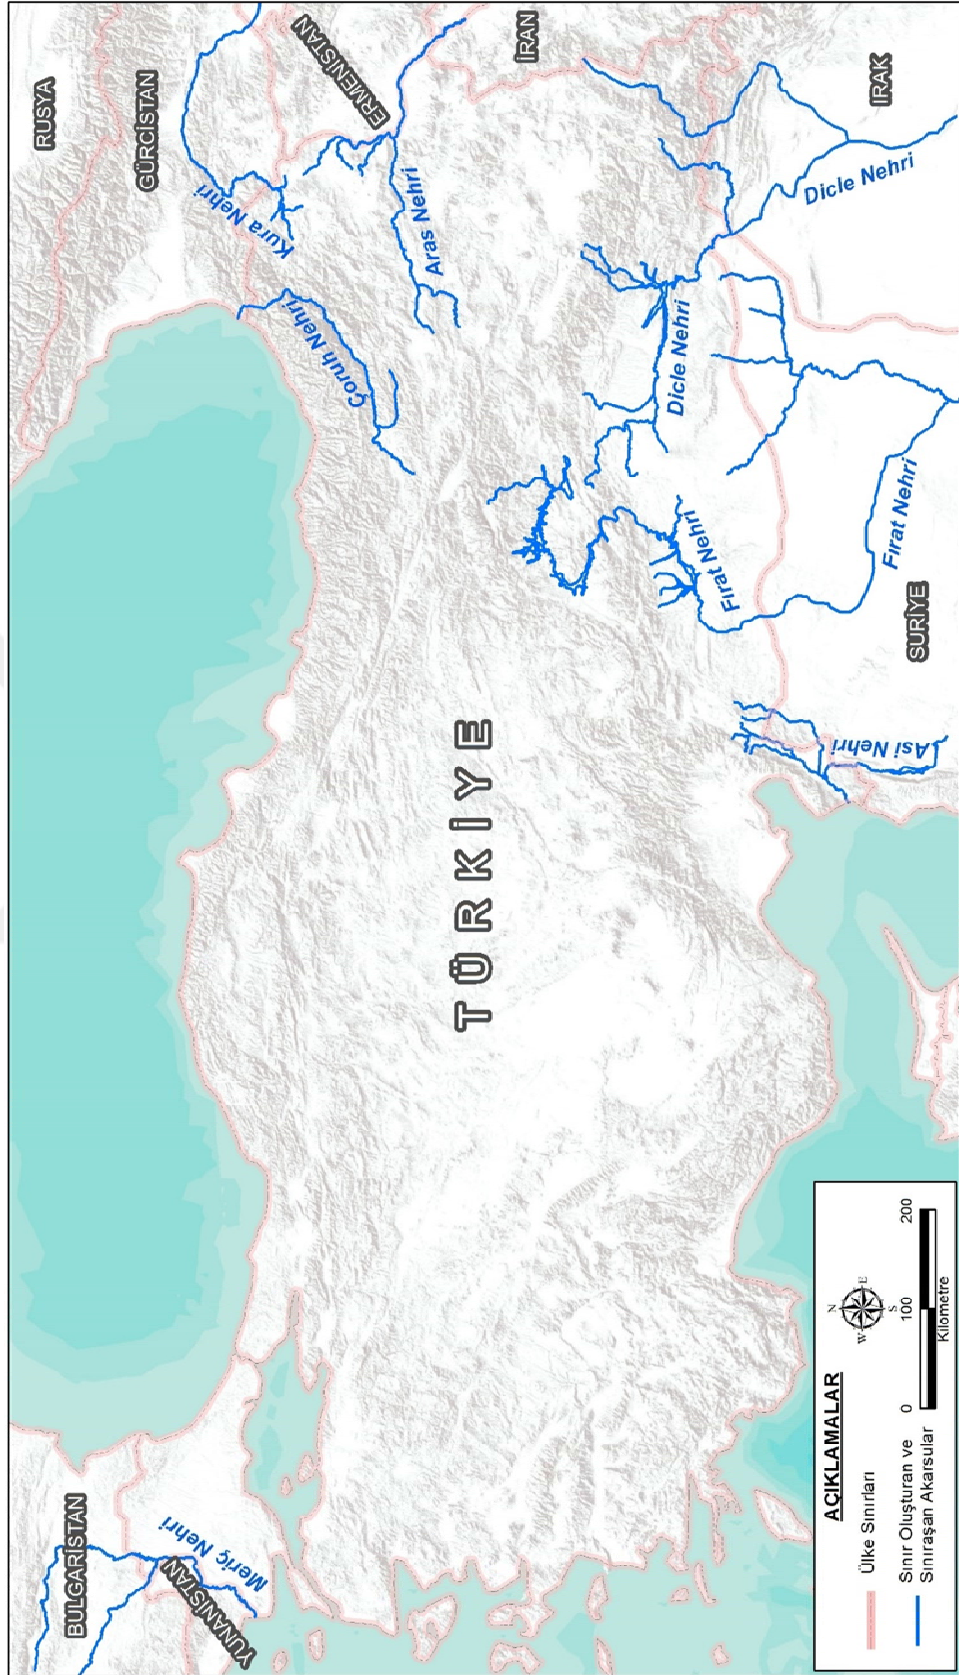 BULGARİSTAN
YUNANİSTAN
Meriç Nehri
RUSYA
GÜRCİSTAN
ERMENİSTAN
İRAN
IRAK
SURİYE
TÜRKİYE
Kura Nehri
Aras Nehri
Çoruh Nehri
Dicle Nehri
Dicle Nehri
Fırat Nehri
Fırat Nehri
Asi Nehri
AÇIKLAMALAR
Ülke Sınırları
Sınır Oluşturan ve
Sınıraşan Akarsular
N
W E
S
0 100 200
Kilometre